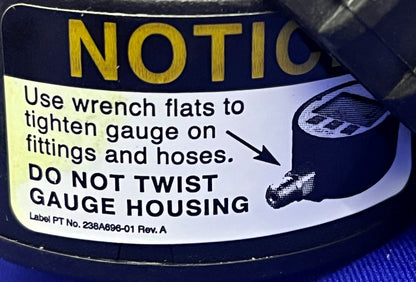 NOTIC
Use wrench flats to
tighten gauge on
fittings and hoses.
DO NOT TWIST
GAUGE HOUSING
Label PT No. 238A696-01 Rev. A